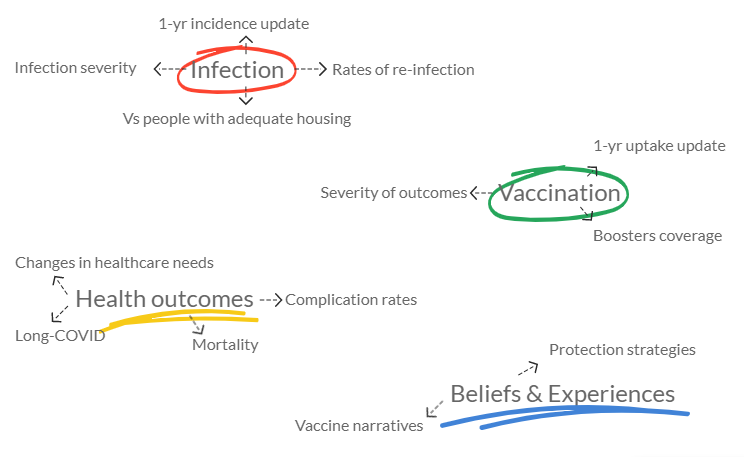 1-yr incidence update
Infection severity
Infection
Rates of re-infection
Vs people with adequate housing
1-yr uptake update
Severity of outcomes
Vaccination
Boosters coverage
Changes in healthcare needs
Health outcomes
Complication rates
Long-COVID
Mortality
Protection strategies
Beliefs & Experiences
Vaccine narratives